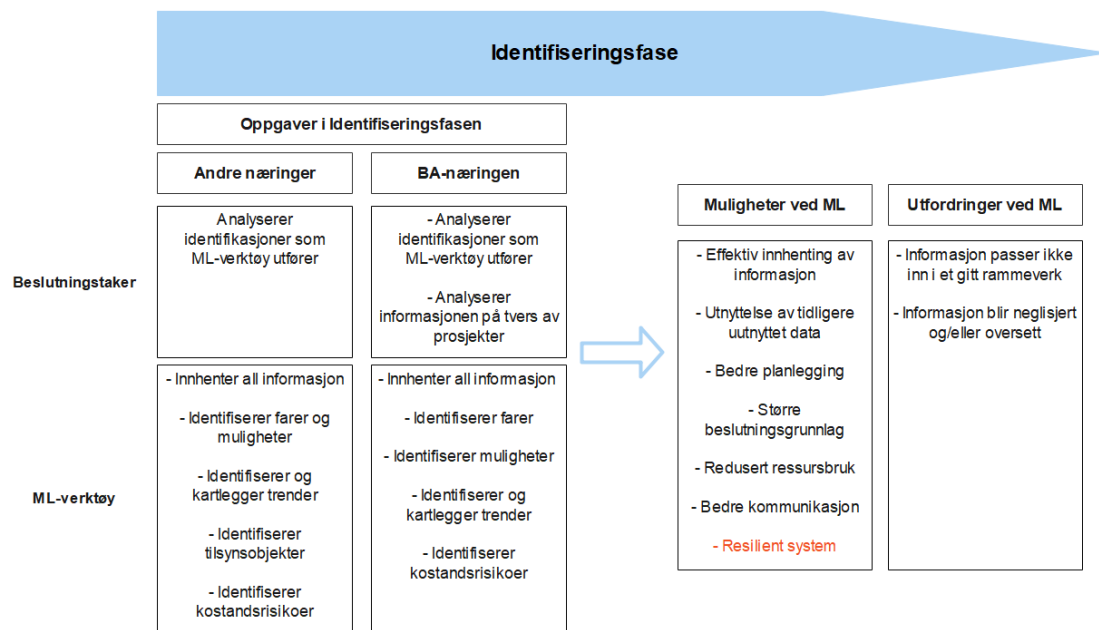 Identifiseringsfase
Oppgaver i Identifiseringsfasen
Andre næringer
BA-næringen
Muligheter ved ML
Utfordringer ved ML
Beslutningstaker
Analyserer
identifikasjoner som
ML-verktøy utfører
- Analyserer
identifikasjoner som
ML-verktøy utfører
- Analyserer
informasjonen på tvers av
prosjekter
ML-verktøy
- Innhenter all informasjon
- Identifiserer farer og
muligheter
- Identifiserer og
kartlegger trender
- Identifiserer
tilsynsobjekter
- Identifiserer
kostandsrisikoer
- Innhenter all informasjon
- Identifiserer farer
- Identifiserer muligheter
- Identifiserer og
kartlegger trender
- Identifiserer
kostandsrisikoer
- Effektiv innhenting av
informasjon
- Utnyttelse av tidligere
uutnyttet data
- Bedre planlegging
- Større
beslutningsgrunnlag
- Redusert ressursbruk
- Bedre kommunikasjon
- Resilient system
- Informasjon passer ikke
inn i et gitt rammeverk
- Informasjon blir neglisjert
og/eller oversett